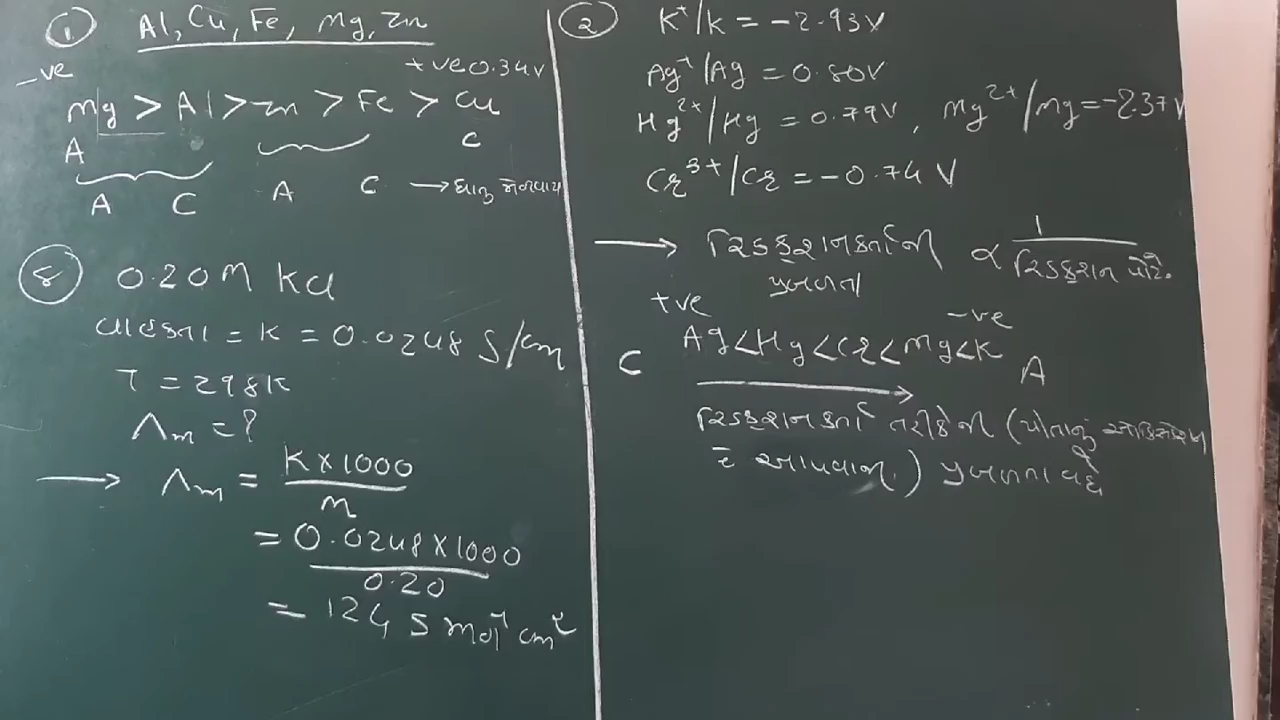 ① Al, Cu, Fe, Mg, Zn
-ve +ve 0.34V
Mg > Al > Zn > Fe > Cu
A C
A C A C → ધાતુ મેળવાય
⑧ 0.20 M KCl
વાહકતા = K = 0.0248 S/cm
T = 298K
Λm = ?
→ Λm = K × 1000
M
= 0.0248 × 1000
0.20
= 124 S mol⁻¹ cm²
② K⁺/K = -2.93V
Ag⁺/Ag = 0.80V
Hg²⁺/Hg = 0.79V, Mg²⁺/Mg = -2.37V
Cr³⁺/Cr = -0.74 V
→ રિડક્શનકર્તાની ∝ 1
પ્રબળતા રિડક્શન પોટે.
+ve -ve
C Ag<Hg<Cr<Mg<K A
→
રિડક્શનકર્તા તરીકેની (પોતાનું
આપવાની) પ્રબળતા વધે